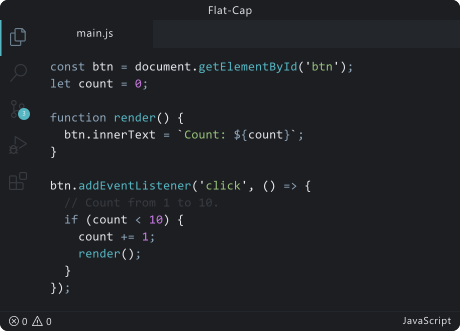 Flat-Cap
main.js
const btn = document.getElementById('btn');
let count = 0;
function render() {
  btn.innerText = `Count: ${count}`;
}
btn.addEventListener('click', () => {
  // Count from 1 to 10.
  if (count < 10) {
    count += 1;
    render();
  }
});
3
0 0 JavaScript